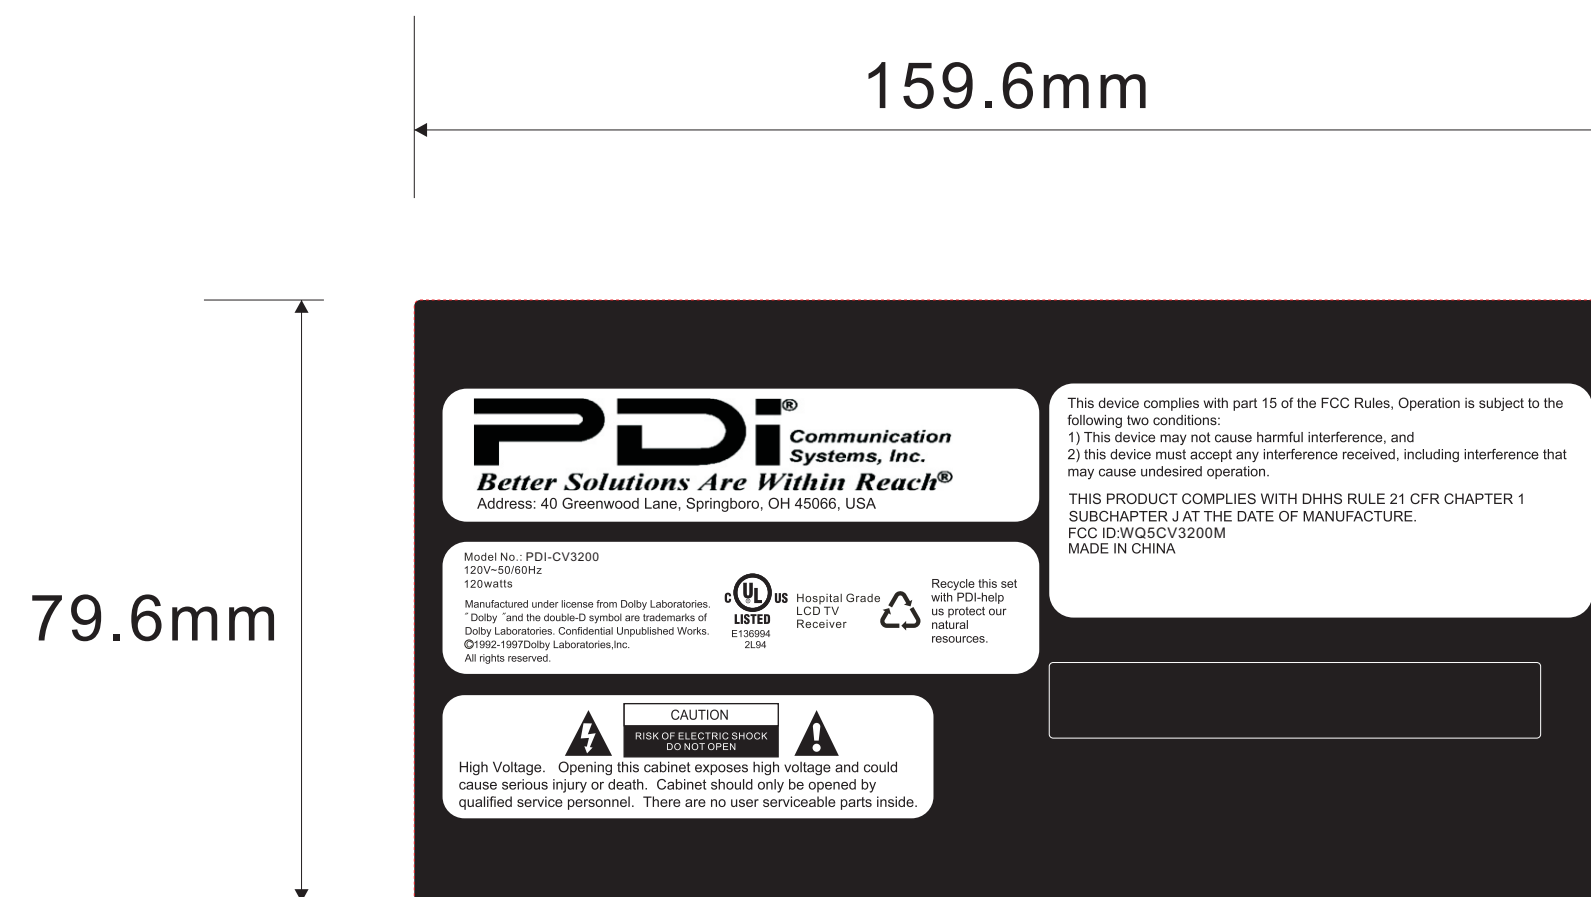 159.6mm
79.6mm
PDi®
Communication
Systems, Inc.
Better Solutions Are Within Reach®
Address: 40 Greenwood Lane, Springboro, OH 45066, USA
This device complies with part 15 of the FCC Rules, Operation is subject to the
following two conditions:
1) This device may not cause harmful interference, and
2) this device must accept any interference received, including interference that
may cause undesired operation.
THIS PRODUCT COMPLIES WITH DHHS RULE 21 CFR CHAPTER 1
SUBCHAPTER J AT THE DATE OF MANUFACTURE.
FCC ID:WQ5CV3200M
MADE IN CHINA
Model No.: PDI-CV3200
120V~50/60Hz
120watts
Manufactured under license from Dolby Laboratories.
"Dolby "and the double-D symbol are trademarks of
Dolby Laboratories. Confidential Unpublished Works.
©1992-1997Dolby Laboratories,Inc.
All rights reserved.
C UL ® US
LISTED
E136994
2L94
Hospital Grade
LCD TV
Receiver
Recycle this set
with PDI-help
us protect our
natural
resources.
CAUTION
RISK OF ELECTRIC SHOCK
DO NOT OPEN
High Voltage. Opening this cabinet exposes high voltage and could
cause serious injury or death. Cabinet should only be opened by
qualified service personnel. There are no user serviceable parts inside.